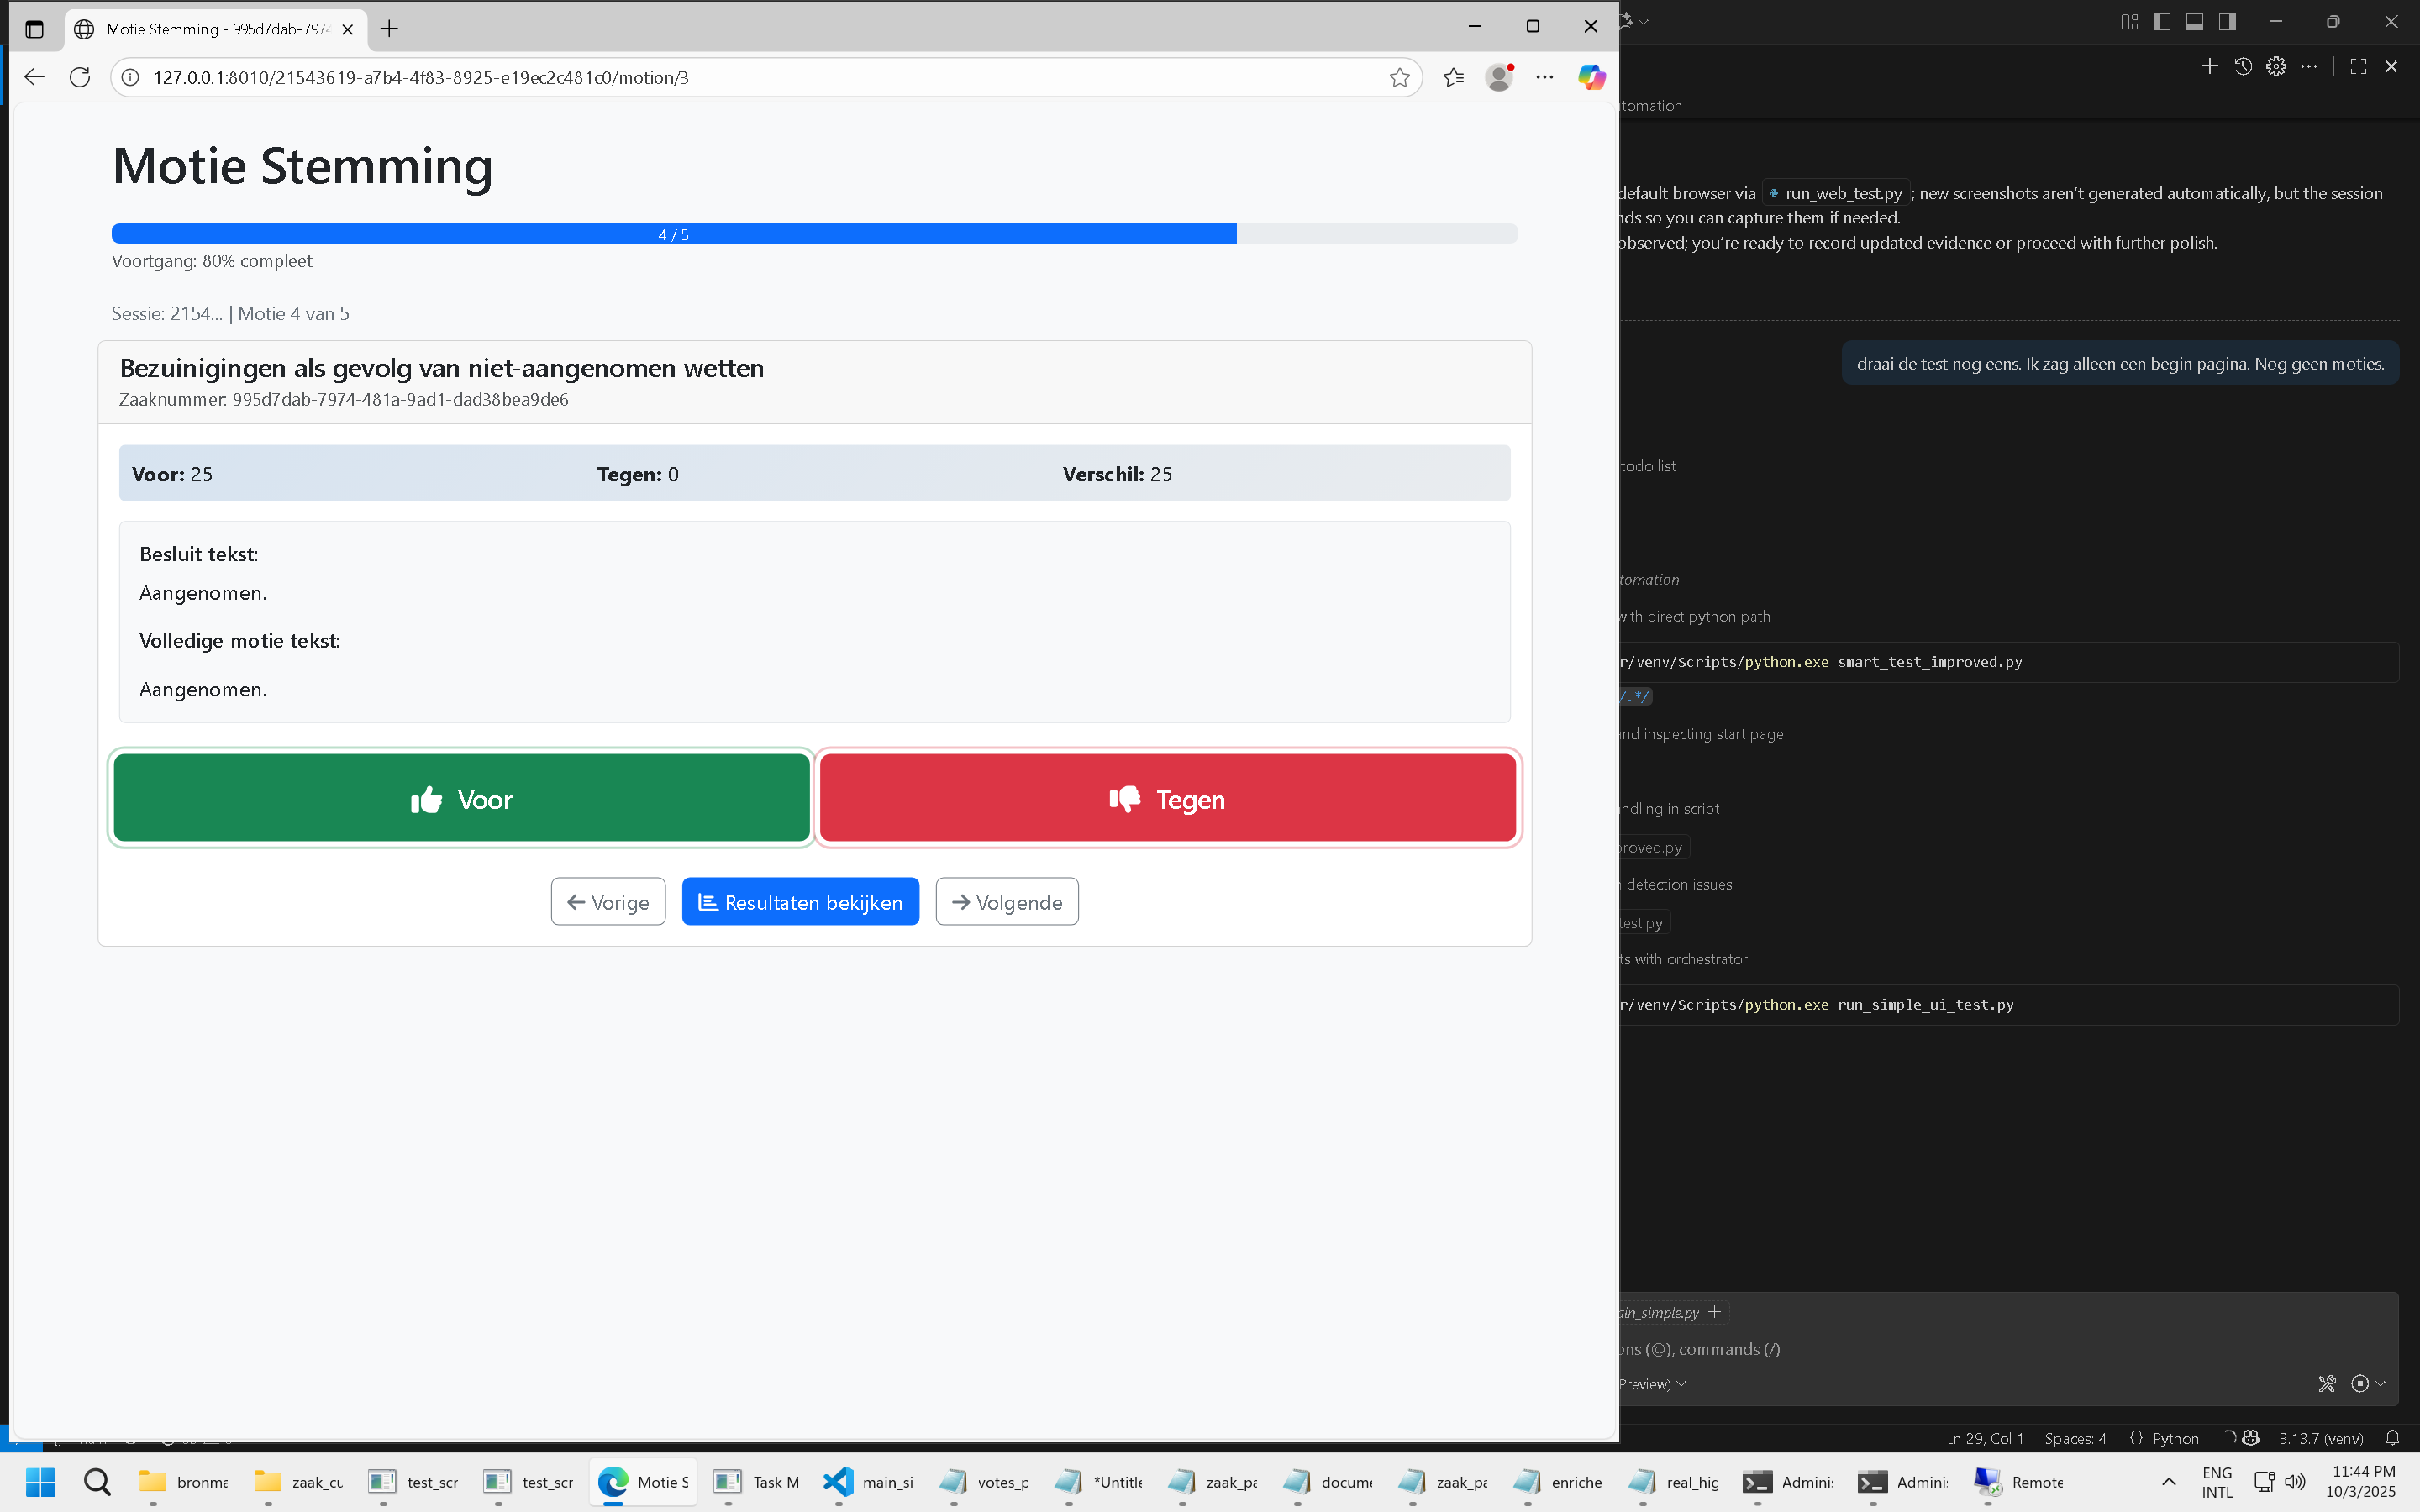 Motie Stemming - 995d7dab-797
127.0.0.1:8010/21543619-a7b4-4f83-8925-e19ec2c481c0/motion/3
Motie Stemming
4 / 5
Voortgang: 80% compleet
Sessie: 2154... | Motie 4 van 5
Bezuinigingen als gevolg van niet-aangenomen wetten
Zaaknummer: 995d7dab-7974-481a-9ad1-dad38bea9de6
Voor: 25 Tegen: 0 Verschil: 25
Besluit tekst:
Aangenomen.
Volledige motie tekst:
Aangenomen.
Voor Tegen
Vorige Resultaten bekijken Volgende
tomation
default browser via run_web_test.py; new screenshots aren't generated automatically, but the session
nds so you can capture them if needed.
observed; you're ready to record updated evidence or proceed with further polish.
draai de test nog eens. Ik zag alleen een begin pagina. Nog geen moties.
todo list
tomation
with direct python path
r/venv/Scripts/python.exe smart_test_improved.py
/.*/
and inspecting start page
ndling in script
proved.py
n detection issues
test.py
ts with orchestrator
r/venv/Scripts/python.exe run_simple_ui_test.py
ain_simple.py
ons (@), commands (/)
Preview)
Ln 29, Col 1 Spaces: 4 {} Python 3.13.7 (venv)
bronma zaak_cu test_scr test_scr Motie S Task M main_si votes_p *Untitle zaak_pa docume zaak_pa enriche real_hig Adminis Adminis Remote
ENG
INTL
11:44 PM
10/3/2025